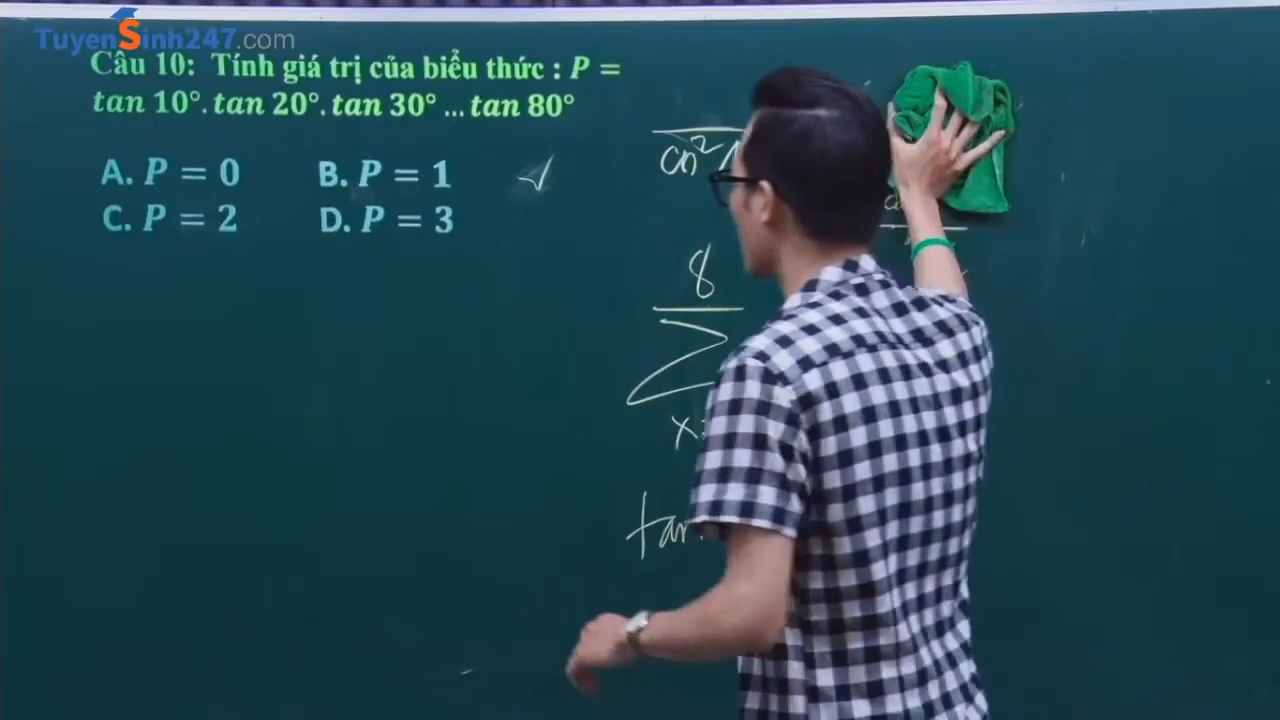 TuyenSinh247.com
Câu 10: Tính giá trị của biểu thức : P =
tan 10°. tan 20°. tan 30° ... tan 80°
A. P = 0 B. P = 1
C. P = 2 D. P = 3
8
∑
x
tan